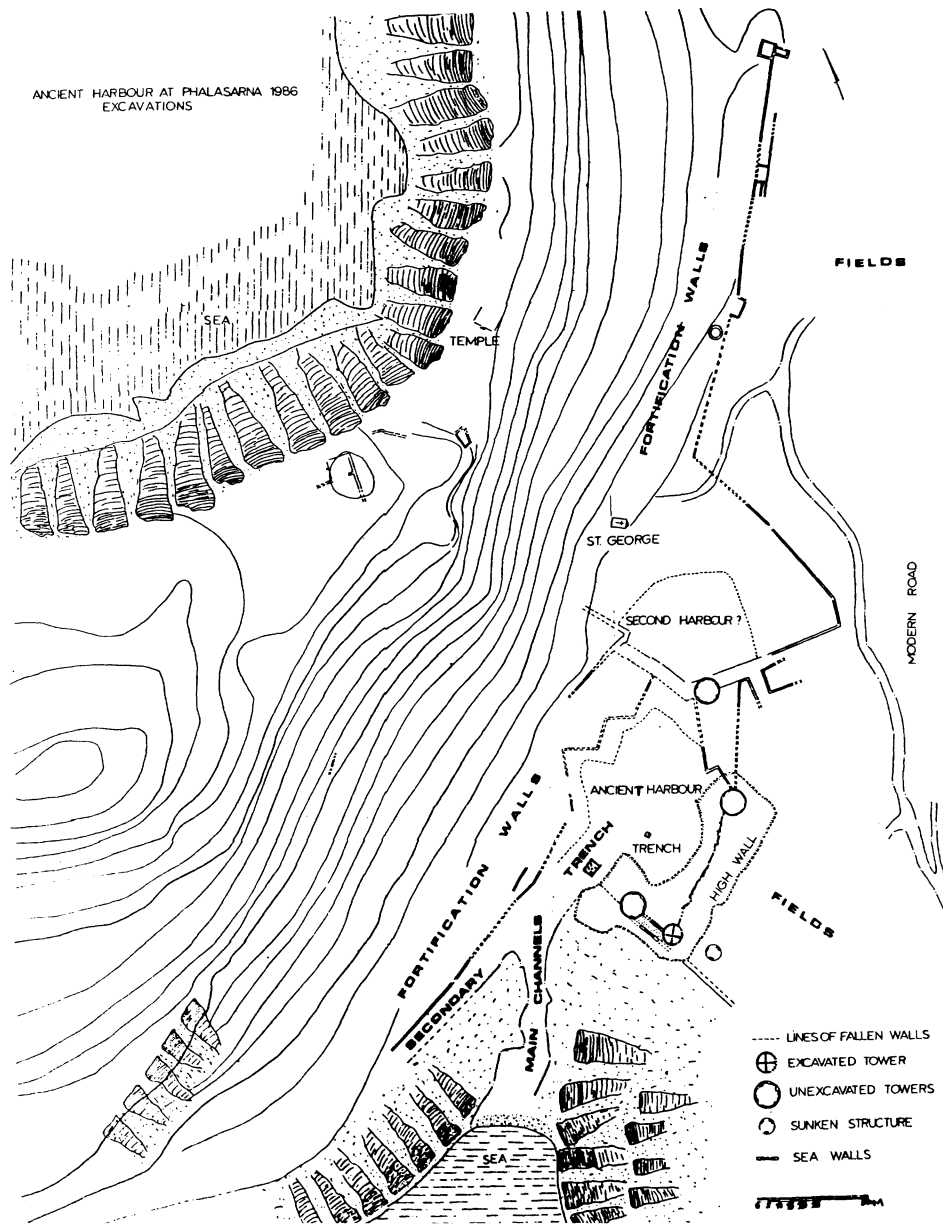 ANCIENT HARBOUR AT PHALASARNA 1986
EXCAVATIONS
SEA
TEMPLE
FORTIFICATION WALLS
FIELDS
ST. GEORGE
SECOND HARBOUR ?
MODERN ROAD
ANCIENT HARBOUR
TRENCH
TRENCH
HIGH WALL
FORTIFICATION WALLS
FIELDS
SECONDARY
MAIN CHANNELS
SEA
LINES OF FALLEN WALLS
EXCAVATED TOWER
UNEXCAVATED TOWERS
SUNKEN STRUCTURE
SEA WALLS